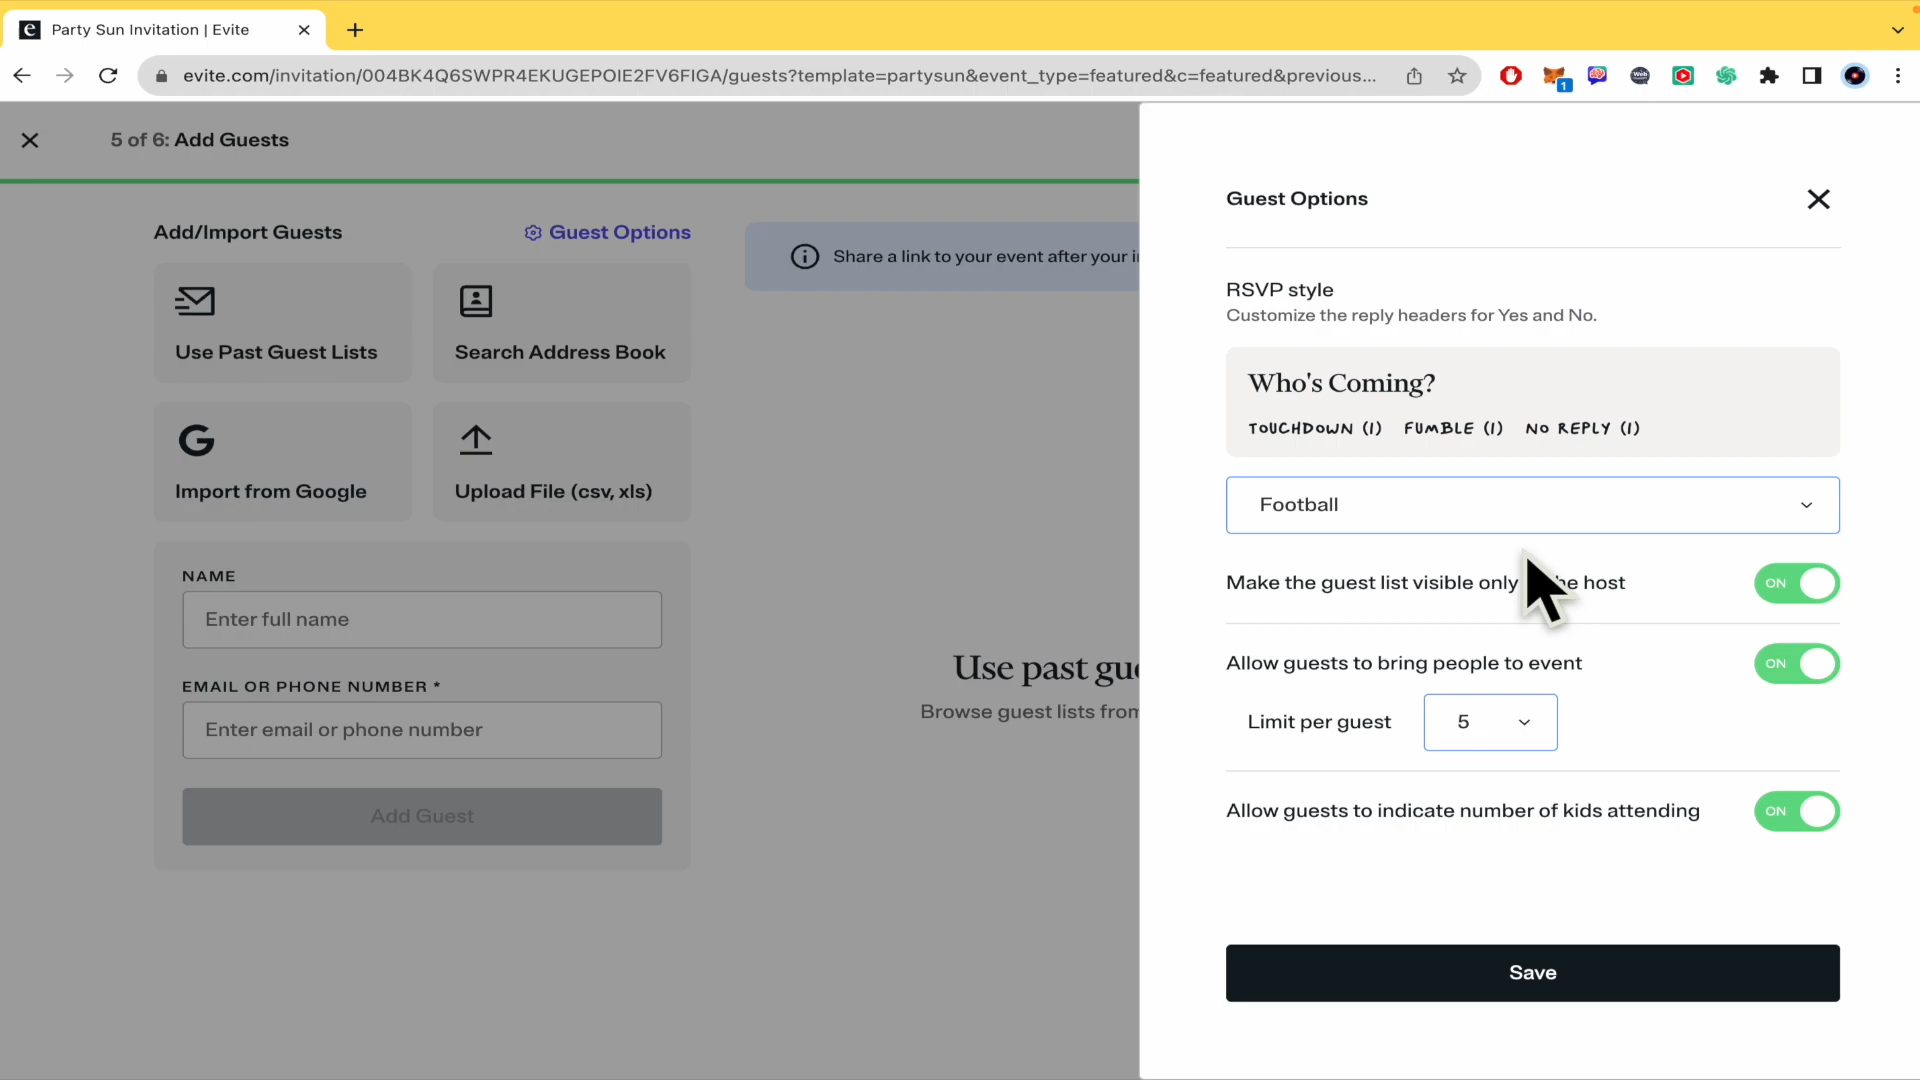 Party Sun Invitation | Evite
evite.com/invitation/004BK4Q6SWPR4EKUGEPOIE2FV6FIGA/guests?template=partysun&event_type=featured&c=featured&previous...
1
5 of 6: Add Guests
Add/Import Guests
Guest Options
Use Past Guest Lists
Search Address Book
Import from Google
Upload File (csv, xls)
NAME
Enter full name
EMAIL OR PHONE NUMBER *
Enter email or phone number
Add Guest
Share a link to your event after your
Use past
Browse guest lists from
Guest Options
RSVP style
Customize the reply headers for Yes and No.
Who's Coming?
TOUCHDOWN (1) FUMBLE (1) NO REPLY (1)
Football
Make the guest list visible only host
ON
Allow guests to bring people to event
ON
Limit per guest
5
Allow guests to indicate number of kids attending
ON
Save